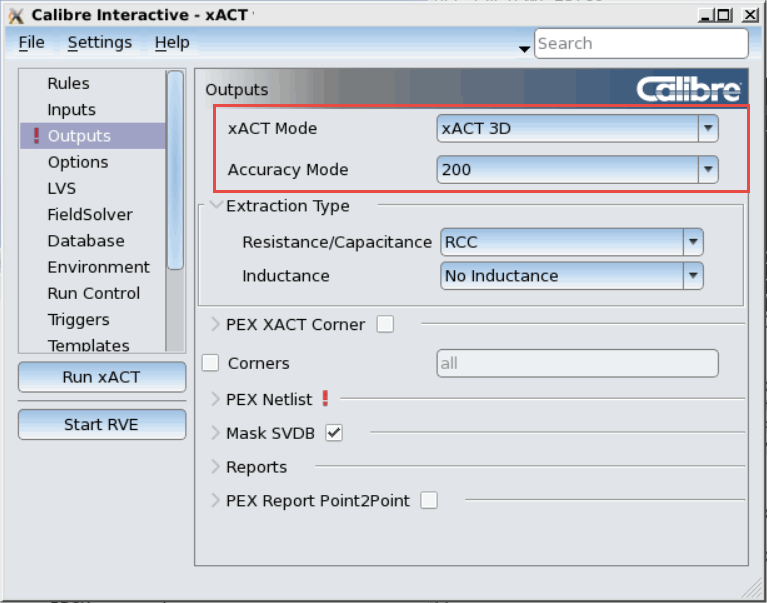 Calibre Interactive - xACT
File Settings Help
Search
Rules
Inputs
! Outputs
Options
LVS
FieldSolver
Database
Environment
Run Control
Triggers
Templates
Run xACT
Start RVE
Outputs
Calibre
xACT Mode xACT 3D
Accuracy Mode 200
Extraction Type
Resistance/Capacitance RCC
Inductance No Inductance
PEX XACT Corner
Corners all
PEX Netlist !
Mask SVDB
Reports
PEX Report Point2Point